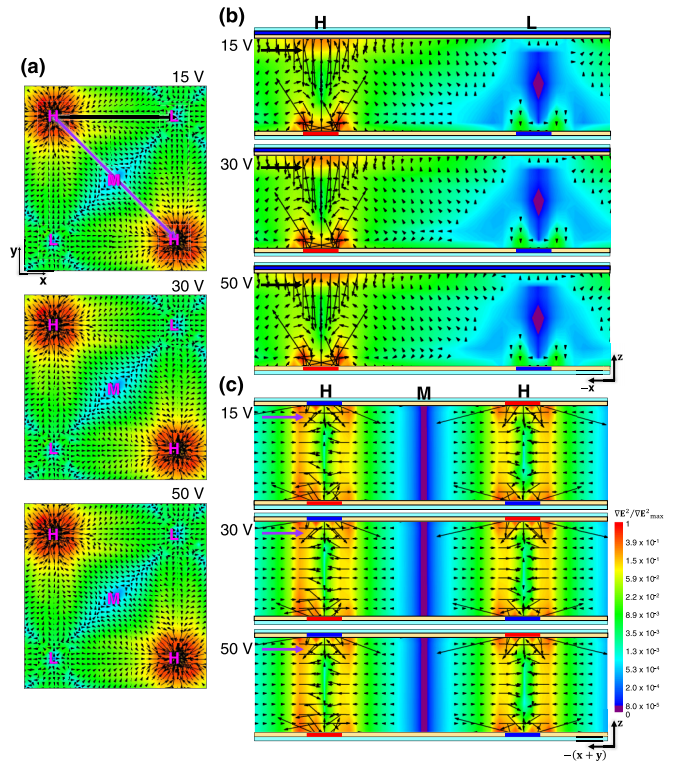 (a)
15 V
H
L
M
L
H
y
x
30 V
H
L
M
L
H
50 V
H
L
M
L
H
(b)
H
L
15 V
30 V
50 V
z
−x
(c)
H
M
H
15 V
30 V
50 V
∇E²/∇E²max
1
3.9 x 10⁻¹
1.5 x 10⁻¹
5.9 x 10⁻²
2.2 x 10⁻²
8.9 x 10⁻³
3.5 x 10⁻³
1.3 x 10⁻³
5.3 x 10⁻⁴
2.0 x 10⁻⁴
8.0 x 10⁻⁵
0
z
−(x + y)